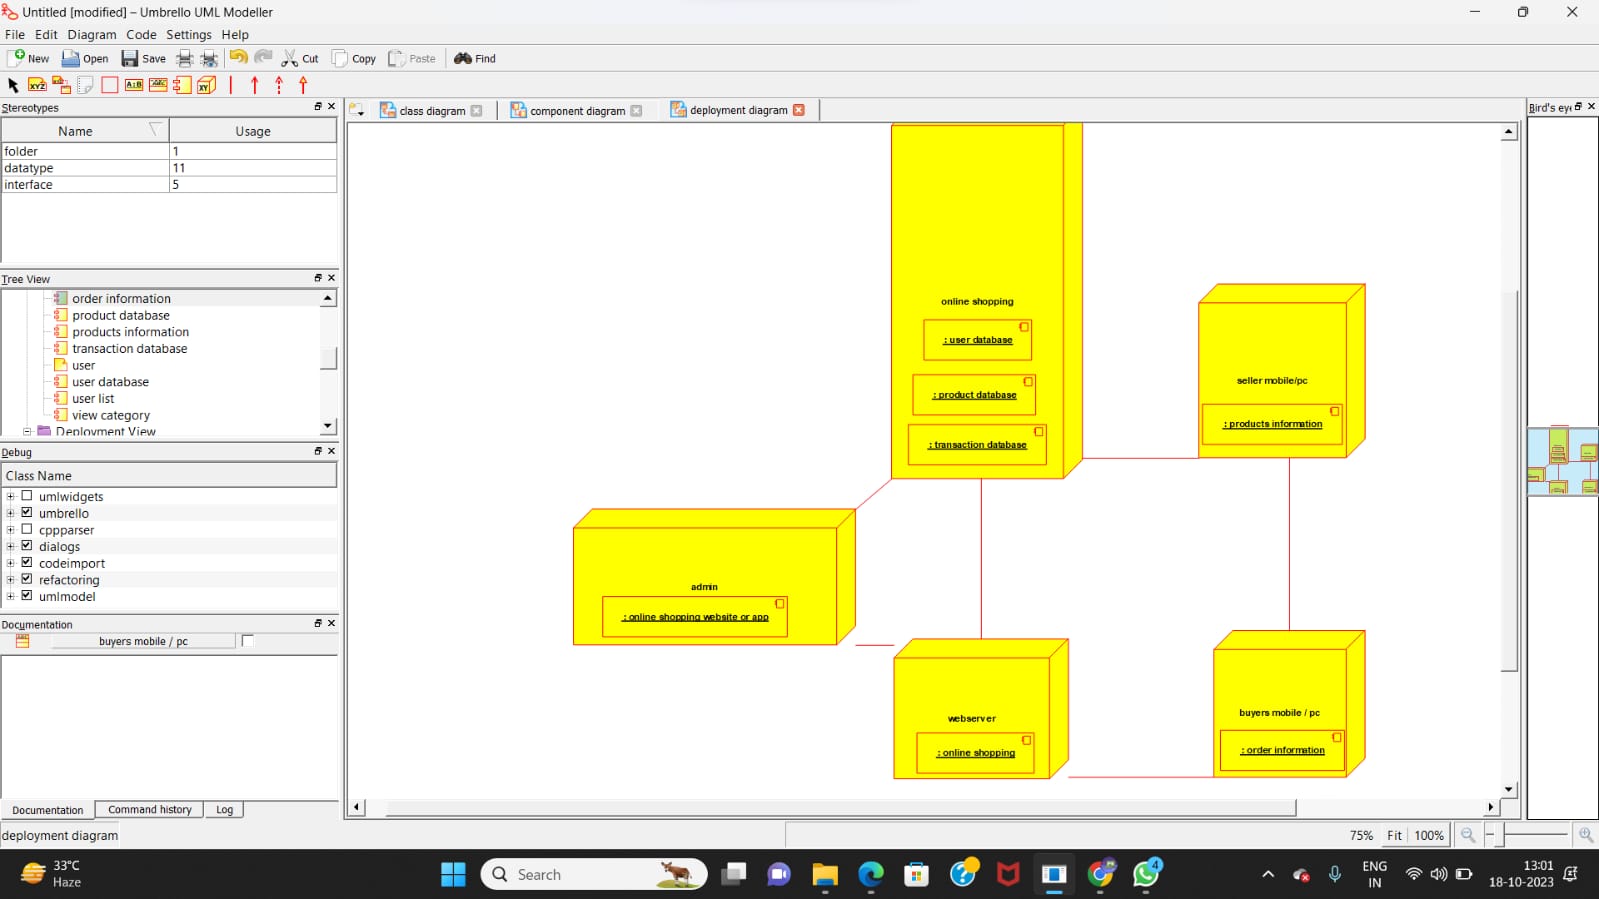 Untitled [modified] – Umbrello UML Modeller
File Edit Diagram Code Settings Help
New Open Save Cut Copy Paste Find
XYZ A::B XY
Stereotypes
Name Usage
folder 1
datatype 11
interface 5
Tree View
order information
product database
products information
transaction database
user
user database
user list
view category
Deployment View
Debug
Class Name
umlwidgets
umbrello
cppparser
dialogs
codeimport
refactoring
umlmodel
Documentation
buyers mobile / pc
Documentation Command history Log
class diagram component diagram deployment diagram
Bird's eye
online shopping
: user database
: product database
: transaction database
seller mobile/pc
: products information
admin
: online shopping website or app
webserver
: online shopping
buyers mobile / pc
: order information
deployment diagram
75% Fit 100%
33°C
Haze
Search
4
ENG
IN
13:01
18-10-2023